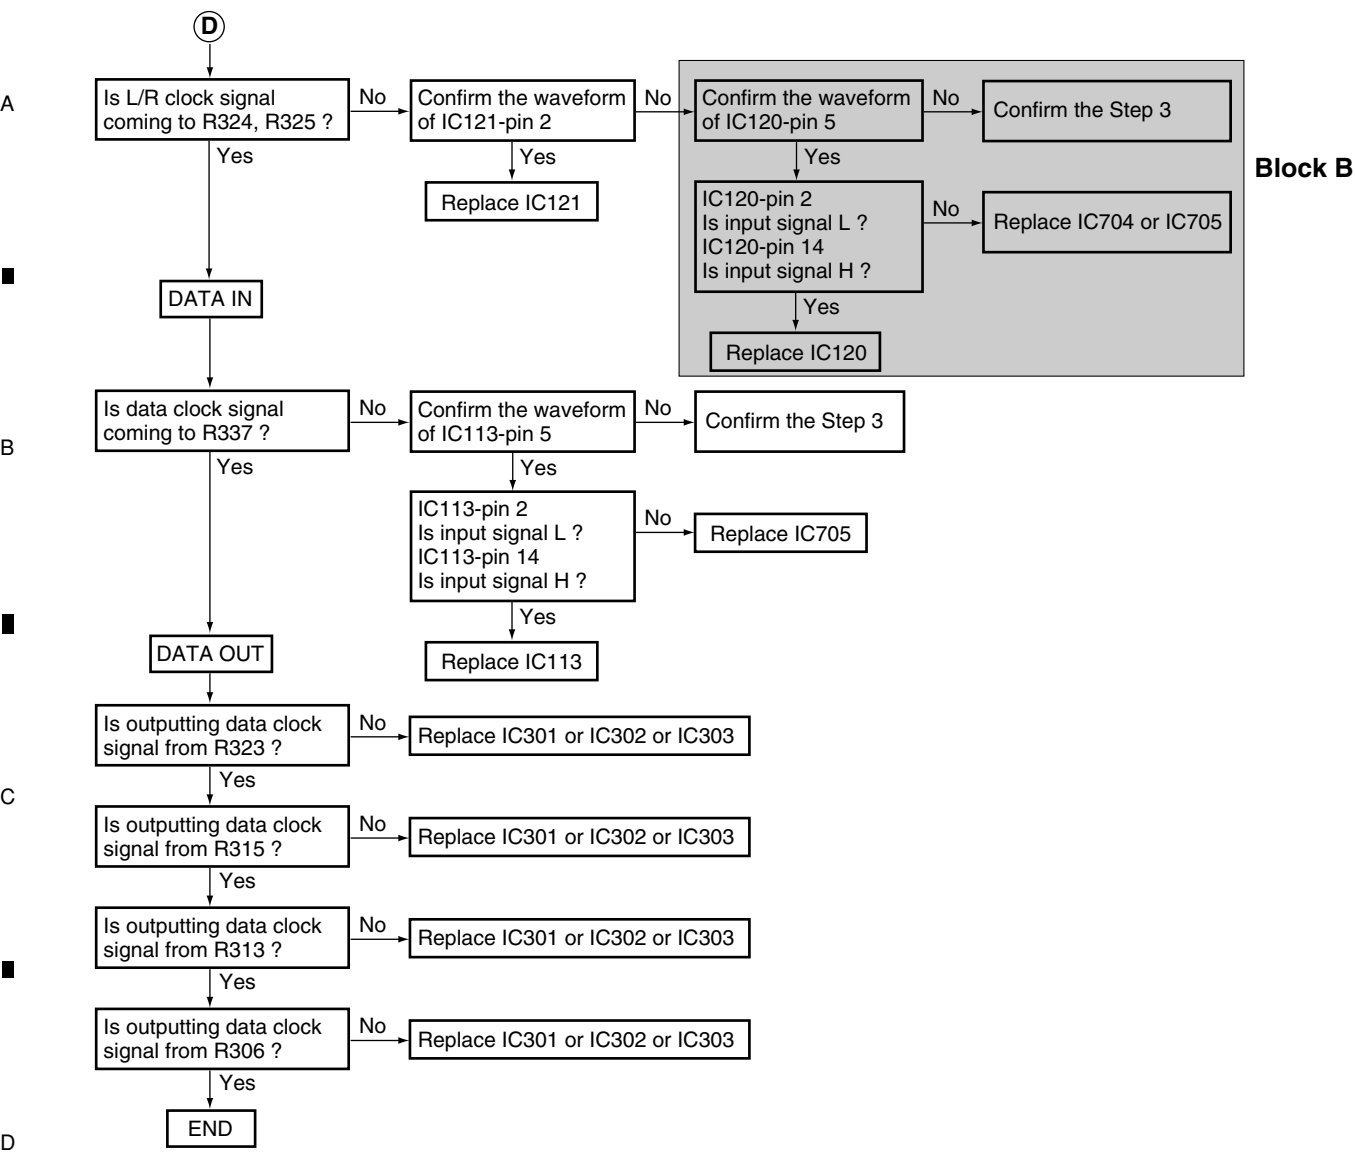 D
A
Is L/R clock signal
coming to R324, R325 ?
No
Confirm the waveform
of IC121-pin 2
No
Confirm the waveform
of IC120-pin 5
No
Confirm the Step 3
Yes
Yes
Yes
Block B
Replace IC121
IC120-pin 2
Is input signal L ?
IC120-pin 14
Is input signal H ?
No
Replace IC704 or IC705
DATA IN
Yes
Replace IC120
B
Is data clock signal
coming to R337 ?
No
Confirm the waveform
of IC113-pin 5
No
Confirm the Step 3
Yes
Yes
IC113-pin 2
Is input signal L ?
IC113-pin 14
Is input signal H ?
No
Replace IC705
Yes
DATA OUT
Replace IC113
Is outputting data clock
signal from R323 ?
No
Replace IC301 or IC302 or IC303
Yes
C
Is outputting data clock
signal from R315 ?
No
Replace IC301 or IC302 or IC303
Yes
Is outputting data clock
signal from R313 ?
No
Replace IC301 or IC302 or IC303
Yes
Is outputting data clock
signal from R306 ?
No
Replace IC301 or IC302 or IC303
Yes
END
D